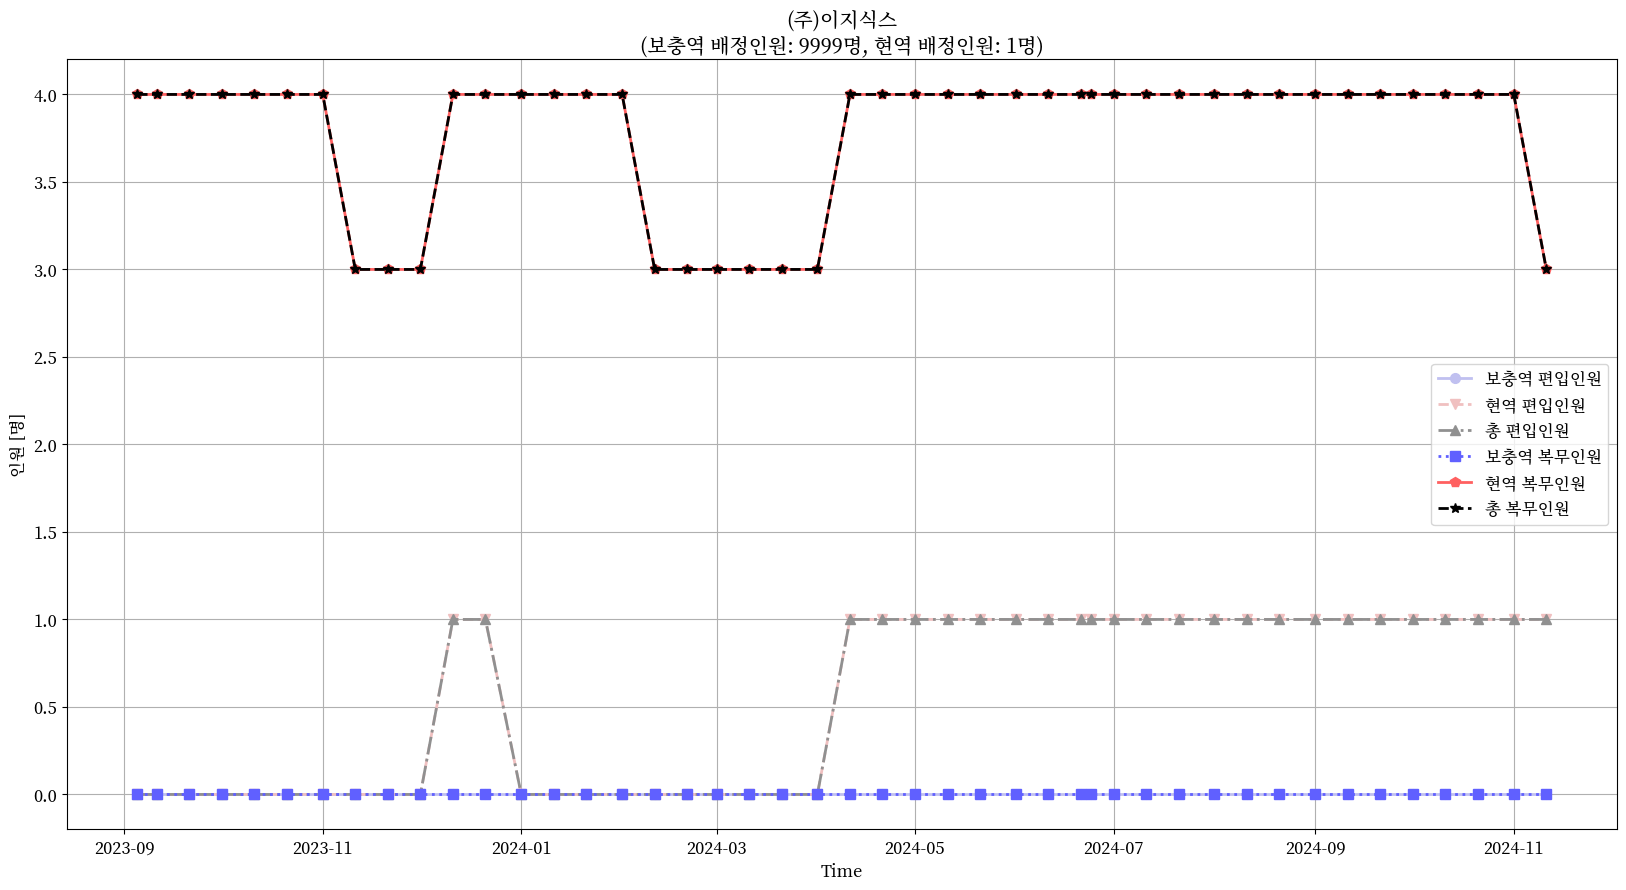 (주)이지식스
(보충역 배정인원: 9999명, 현역 배정인원: 1명)
인원 [명]
4.0
3.5
3.0
2.5
2.0
1.5
1.0
0.5
0.0
보충역 편입인원
현역 편입인원
총 편입인원
보충역 복무인원
현역 복무인원
총 복무인원
2023-09
2023-11
2024-01
2024-03
2024-05
2024-07
2024-09
2024-11
Time